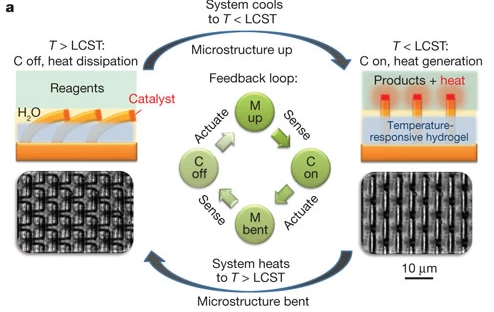 a
System cools
to T < LCST
T > LCST:
C off, heat dissipation
Microstructure up
T < LCST:
C on, heat generation
Reagents
H₂O
Catalyst
Feedback loop:
M
up
Sense
C
on
Actuate
M
bent
Sense
C
off
Actuate
Products + heat
Temperature-
responsive hydrogel
System heats
to T > LCST
Microstructure bent
10 μm